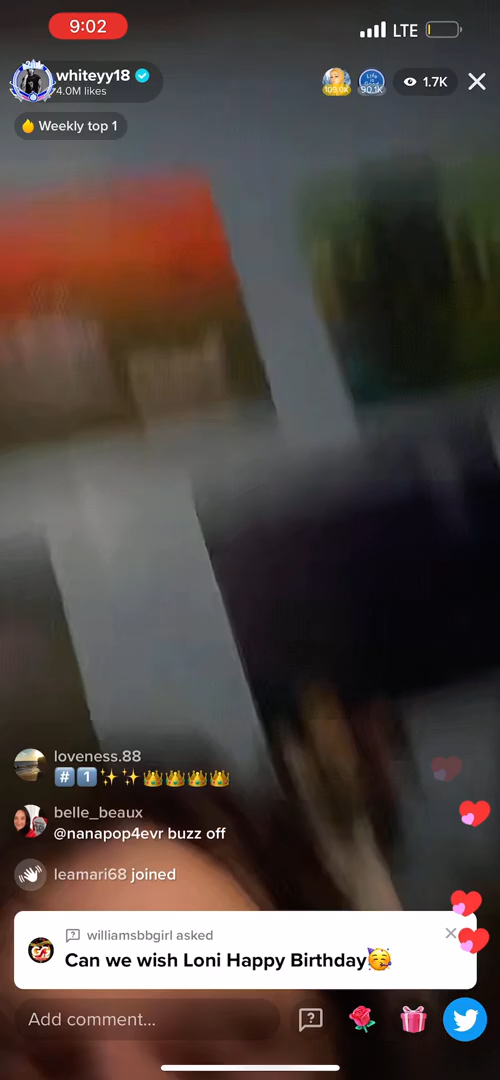 9:02
LTE
whiteyy18
4.0M likes
109.0K
90.1K
1.7K
Weekly top 1
loveness.88
#️⃣1️⃣✨✨👑👑👑👑
belle_beaux
@nanapop4evr buzz off
leamari68 joined
williamsbbgirl asked
Can we wish Loni Happy Birthday🥳
Add comment...